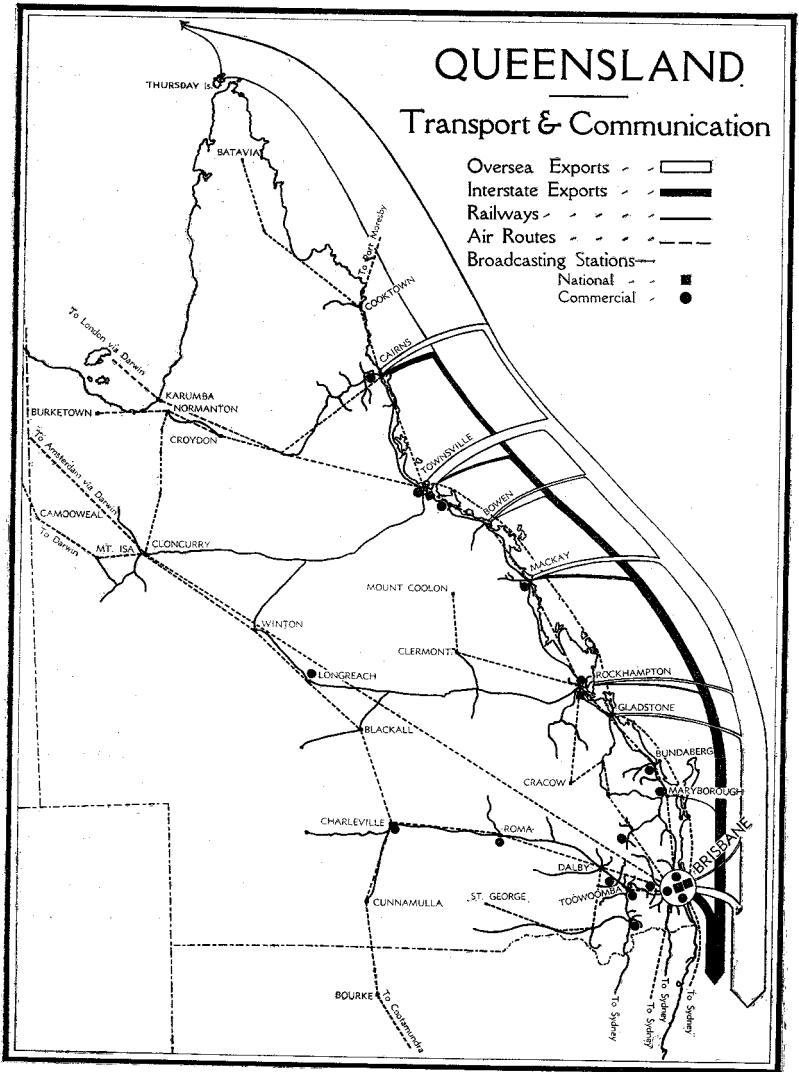 QUEENSLAND.
Transport & Communication
Oversea Exports
Interstate Exports
Railways
Air Routes
Broadcasting Stations—
National
Commercial
THURSDAY Is.
BATAVIA
To Port Moresby
COOKTOWN
To London via Darwin
CAIRNS
KARUMBA
BURKETOWN
NORMANTON
CROYDON
To Amsterdam via Darwin
TOWNSVILLE
BOWEN
CAMOOWEAL
To Darwin
MT. ISA
CLONCURRY
MACKAY
MOUNT COOLON
WINTON
CLERMONT
LONGREACH
ROCKHAMPTON
GLADSTONE
BLACKALL
BUNDABERG
CRACOW
MARYBOROUGH
CHARLEVILLE
ROMA
BRISBANE
DALBY
TOOWOOMBA
CUNNAMULLA
ST. GEORGE
BOURKE
To Cootamundra
To Sydney
To Sydney
To Sydney
To Sydney